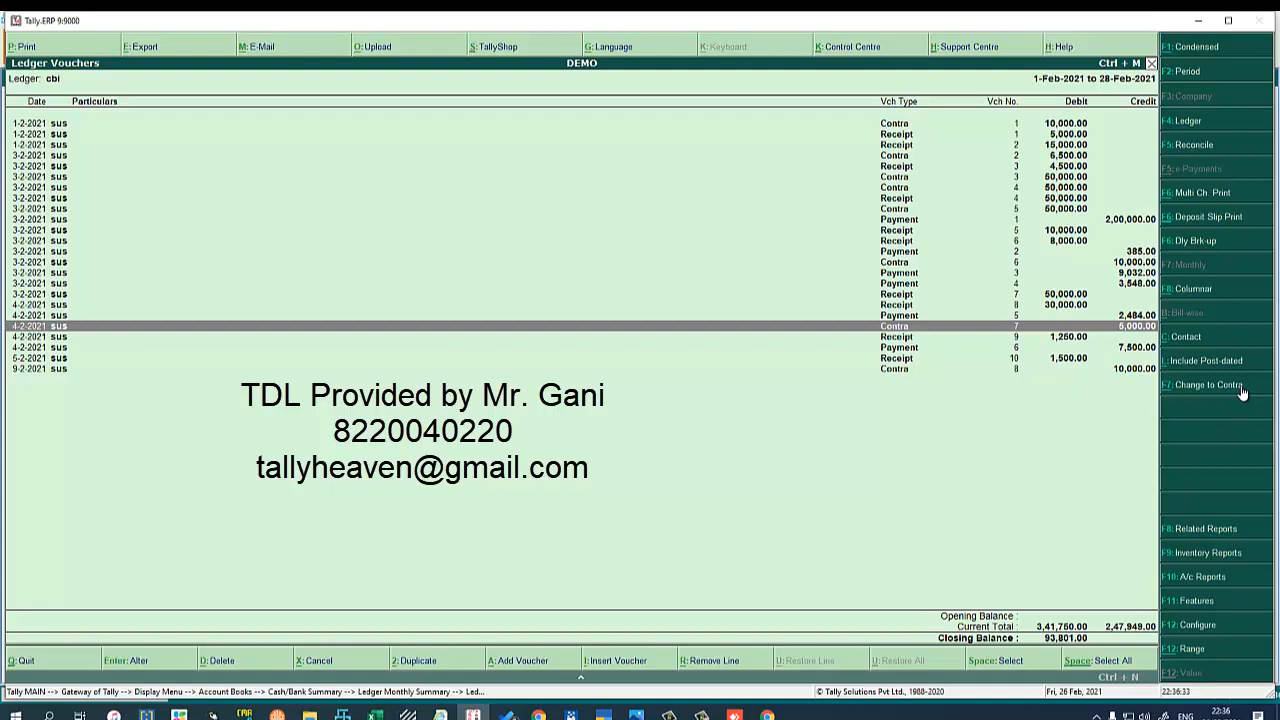 Tally.ERP 9:9000
P: Print E: Export M: E-Mail O: Upload S: TallyShop G: Language K: Keyboard K: Control Centre H: Support Centre H: Help
Ledger Vouchers DEMO Ctrl + M
Ledger: cbi 1-Feb-2021 to 28-Feb-2021
Date Particulars Vch Type Vch No. Debit Credit
1-2-2021 sus Contra 1 10,000.00
1-2-2021 sus Receipt 1 5,000.00
1-2-2021 sus Receipt 2 15,000.00
3-2-2021 sus Contra 2 6,500.00
3-2-2021 sus Receipt 3 4,500.00
3-2-2021 sus Contra 3 50,000.00
3-2-2021 sus Contra 4 50,000.00
3-2-2021 sus Receipt 4 50,000.00
3-2-2021 sus Contra 5 50,000.00
3-2-2021 sus Payment 1 2,00,000.00
3-2-2021 sus Receipt 5 10,000.00
3-2-2021 sus Receipt 6 8,000.00
3-2-2021 sus Payment 2 385.00
3-2-2021 sus Contra 6 10,000.00
3-2-2021 sus Payment 3 9,032.00
3-2-2021 sus Payment 4 3,548.00
3-2-2021 sus Receipt 7 50,000.00
4-2-2021 sus Receipt 8 30,000.00
4-2-2021 sus Payment 5 2,484.00
4-2-2021 sus Contra 7 5,000.00
4-2-2021 sus Receipt 9 1,250.00
4-2-2021 sus Payment 6 7,500.00
5-2-2021 sus Receipt 10 1,500.00
9-2-2021 sus Contra 8 10,000.00
TDL Provided by Mr. Gani
8220040220
tallyheaven@gmail.com
Opening Balance :
Current Total : 3,41,750.00 2,47,949.00
Closing Balance : 93,801.00
F1: Condensed
F2: Period
F3: Company
F4: Ledger
F5: Reconcile
F5: e-Payments
F6: Multi Ch. Print
F6: Deposit Slip Print
F6: Dly Brk-up
F7: Monthly
F8: Columnar
B: Bill-wise
C: Contact
L: Include Post-dated
F7: Change to Contra
F8: Related Reports
F9: Inventory Reports
F10: A/c Reports
F11: Features
F12: Configure
F12: Range
F12: Value
Q: Quit Enter: Alter D: Delete X: Cancel 2: Duplicate A: Add Voucher I: Insert Voucher R: Remove Line U: Restore Line U: Restore All Space: Select Space: Select All
Ctrl + N
Tally MAIN --> Gateway of Tally --> Display Menu --> Account Books --> Cash/Bank Summary --> Ledger Monthly Summary --> Led... © Tally Solutions Pvt Ltd., 1988-2020 Fri, 26 Feb, 2021 22:36:33
ENG 22:36